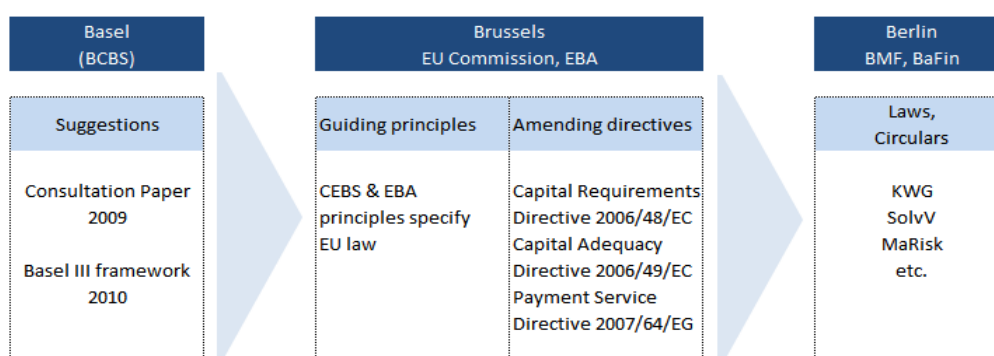 Basel
(BCBS)
Brussels
EU Commission, EBA
Berlin
BMF, BaFin
Suggestions
Consultation Paper
2009
Basel III framework
2010
Guiding principles
CEBS & EBA
principles specify
EU law
Amending directives
Capital Requirements
Directive 2006/48/EC
Capital Adequacy
Directive 2006/49/EC
Payment Service
Directive 2007/64/EG
Laws,
Circulars
KWG
SolvV
MaRisk
etc.